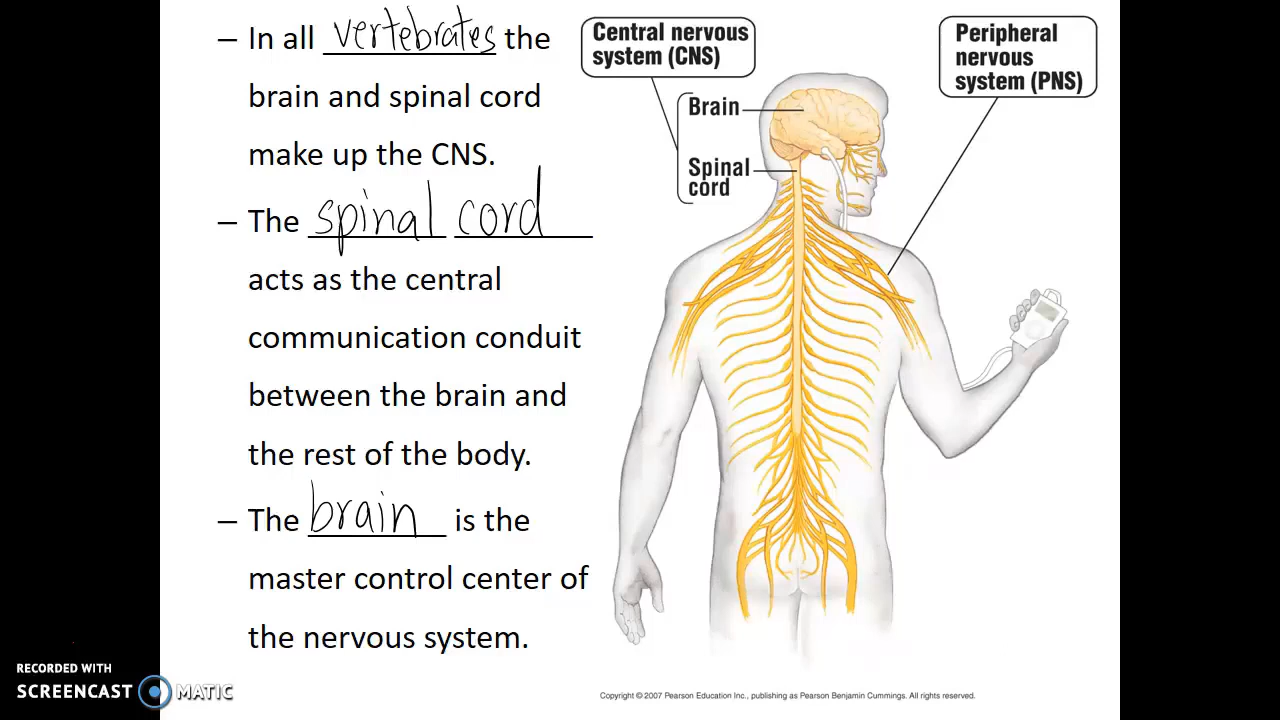 – In all vertebrates the
brain and spinal cord
make up the CNS.
– The spinal cord
acts as the central
communication conduit
between the brain and
the rest of the body.
– The brain is the
master control center of
the nervous system.
Central nervous
system (CNS)
Brain
Spinal
cord
Peripheral
nervous
system (PNS)
Copyright © 2007 Pearson Education Inc., publishing as Pearson Benjamin Cummings. All rights reserved.
RECORDED WITH
SCREENCAST MATIC